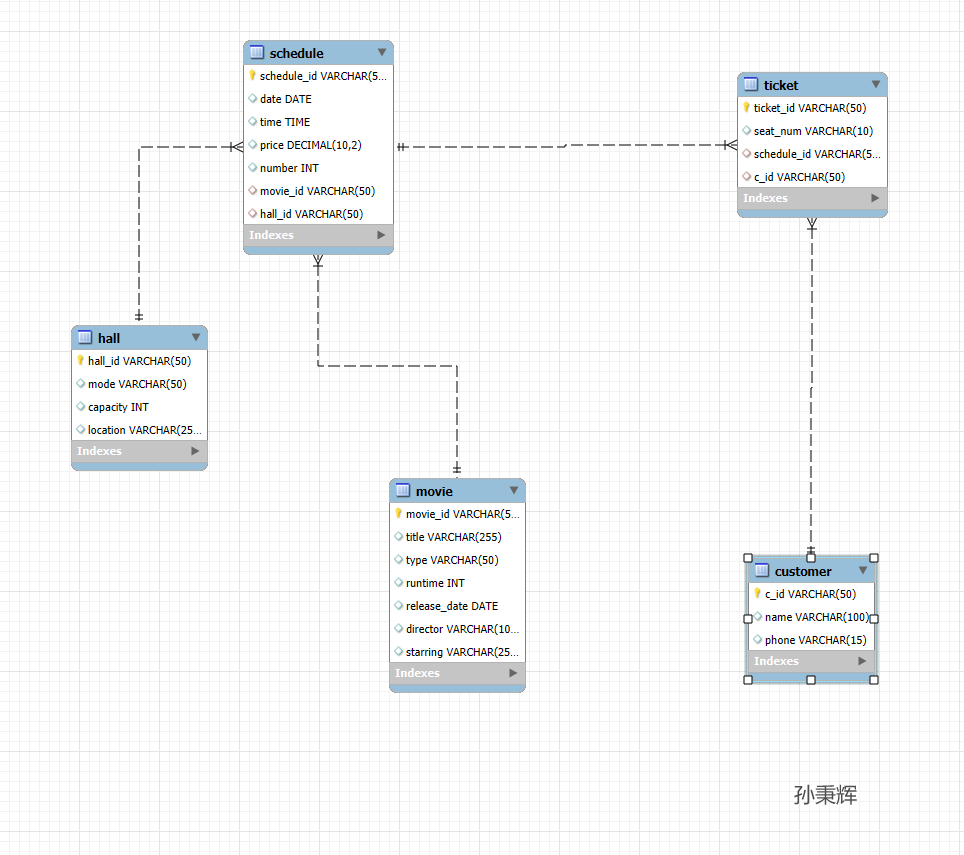 schedule
schedule_id VARCHAR(5...
date DATE
time TIME
price DECIMAL(10,2)
number INT
movie_id VARCHAR(50)
hall_id VARCHAR(50)
Indexes
ticket
ticket_id VARCHAR(50)
seat_num VARCHAR(10)
schedule_id VARCHAR(5...
c_id VARCHAR(50)
Indexes
hall
hall_id VARCHAR(50)
mode VARCHAR(50)
capacity INT
location VARCHAR(25...
Indexes
movie
movie_id VARCHAR(5...
title VARCHAR(255)
type VARCHAR(50)
runtime INT
release_date DATE
director VARCHAR(10...
starring VARCHAR(25...
Indexes
customer
c_id VARCHAR(50)
name VARCHAR(100)
phone VARCHAR(15)
Indexes
孙秉辉